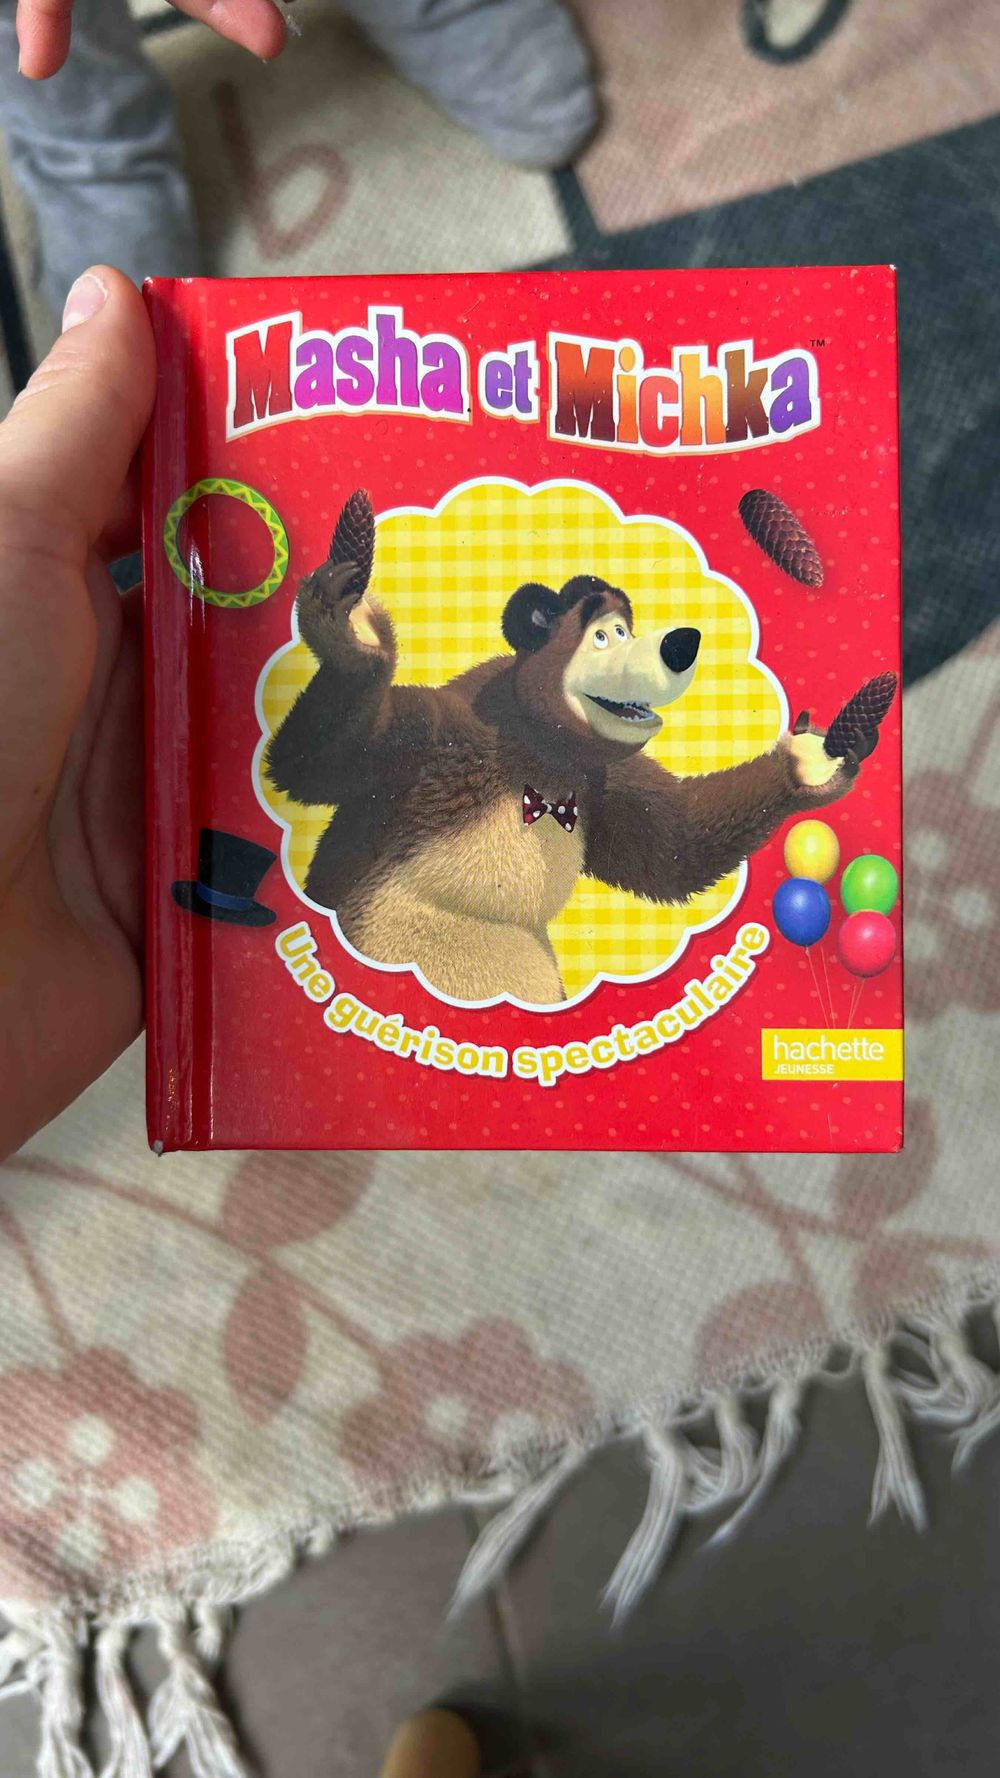 Masha et Michka™
Une guérison spectaculaire
hachette
JEUNESSE